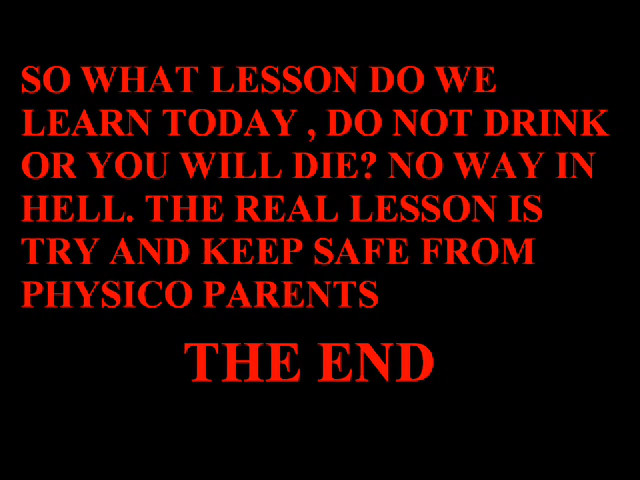 SO WHAT LESSON DO WE
LEARN TODAY , DO NOT DRINK
OR YOU WILL DIE? NO WAY IN
HELL. THE REAL LESSON IS
TRY AND KEEP SAFE FROM
PHYSICO PARENTS
THE END